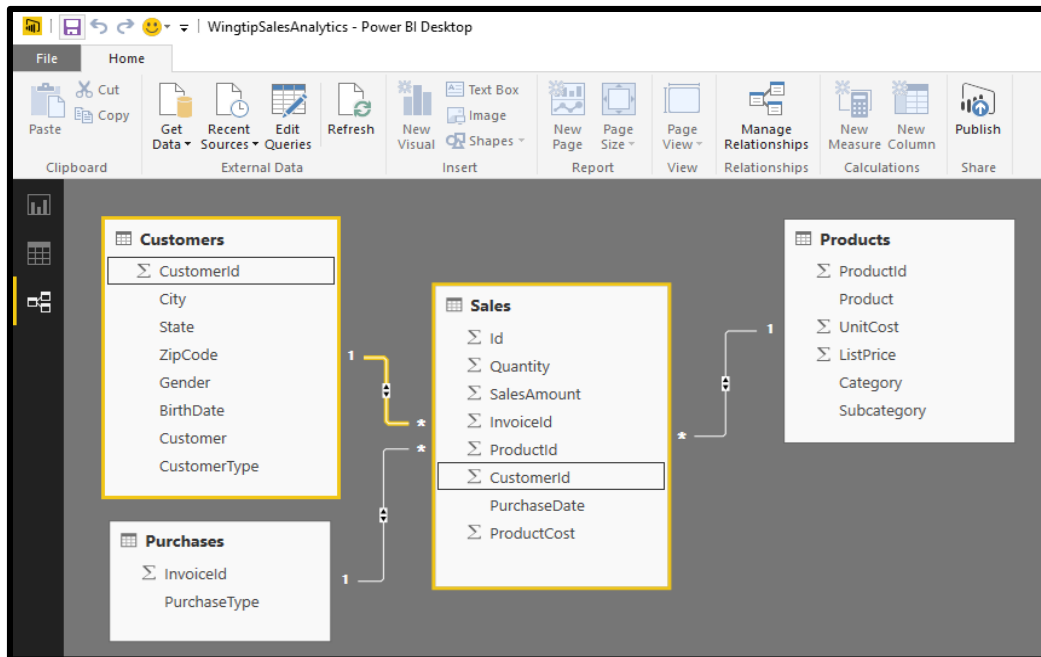 WingtipSalesAnalytics - Power BI Desktop
File Home
Paste
Cut
Copy
Clipboard
Get Data
Recent Sources
Edit Queries
Refresh
External Data
New Visual
Text Box
Image
Shapes
Insert
New Page
Page Size
Report
Page View
View
Manage Relationships
Relationships
New Measure
New Column
Calculations
Publish
Share
Customers
Σ CustomerId
City
State
ZipCode
Gender
BirthDate
Customer
CustomerType
1
*
Purchases
Σ InvoiceId
PurchaseType
1
*
Sales
Σ Id
Σ Quantity
Σ SalesAmount
Σ InvoiceId
Σ ProductId
Σ CustomerId
PurchaseDate
Σ ProductCost
*
1
Products
Σ ProductId
Product
Σ UnitCost
Σ ListPrice
Category
Subcategory